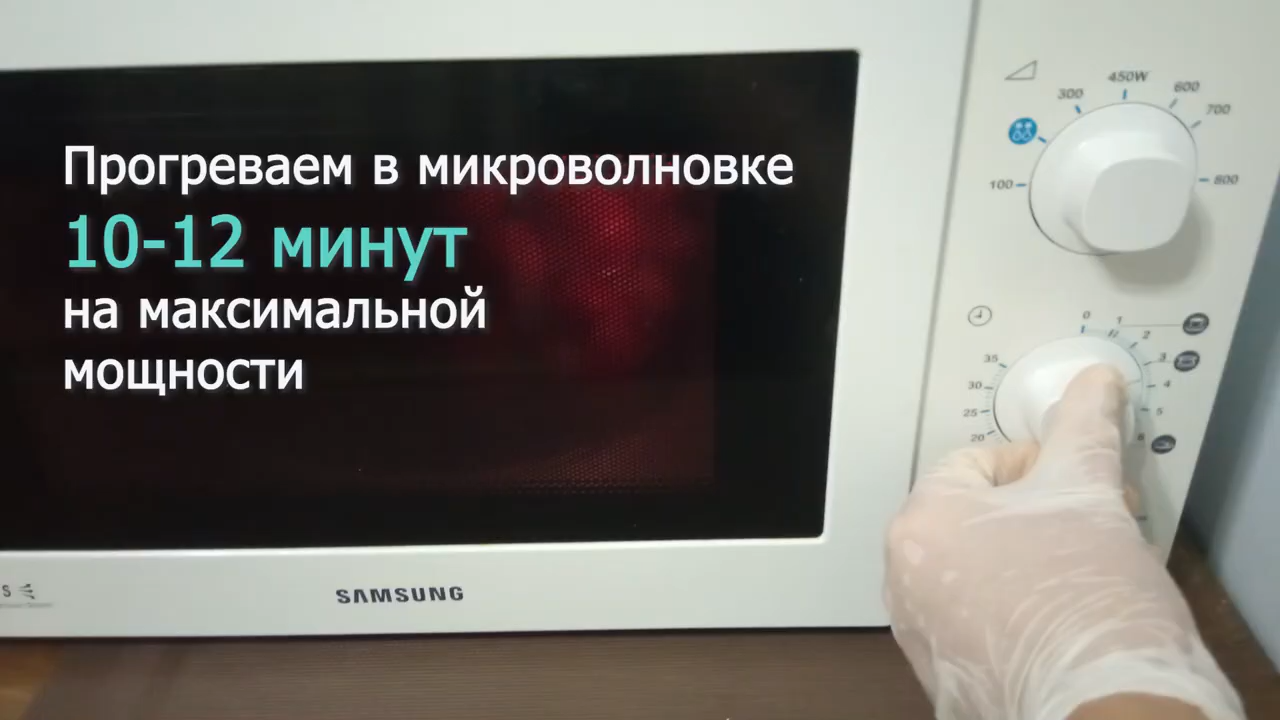 Прогреваем в микроволновке
10-12 минут
на максимальной
мощности
300 450W 600
700
100 800
0 1 2
3
4
5
6
35
30
25
20
SAMSUNG